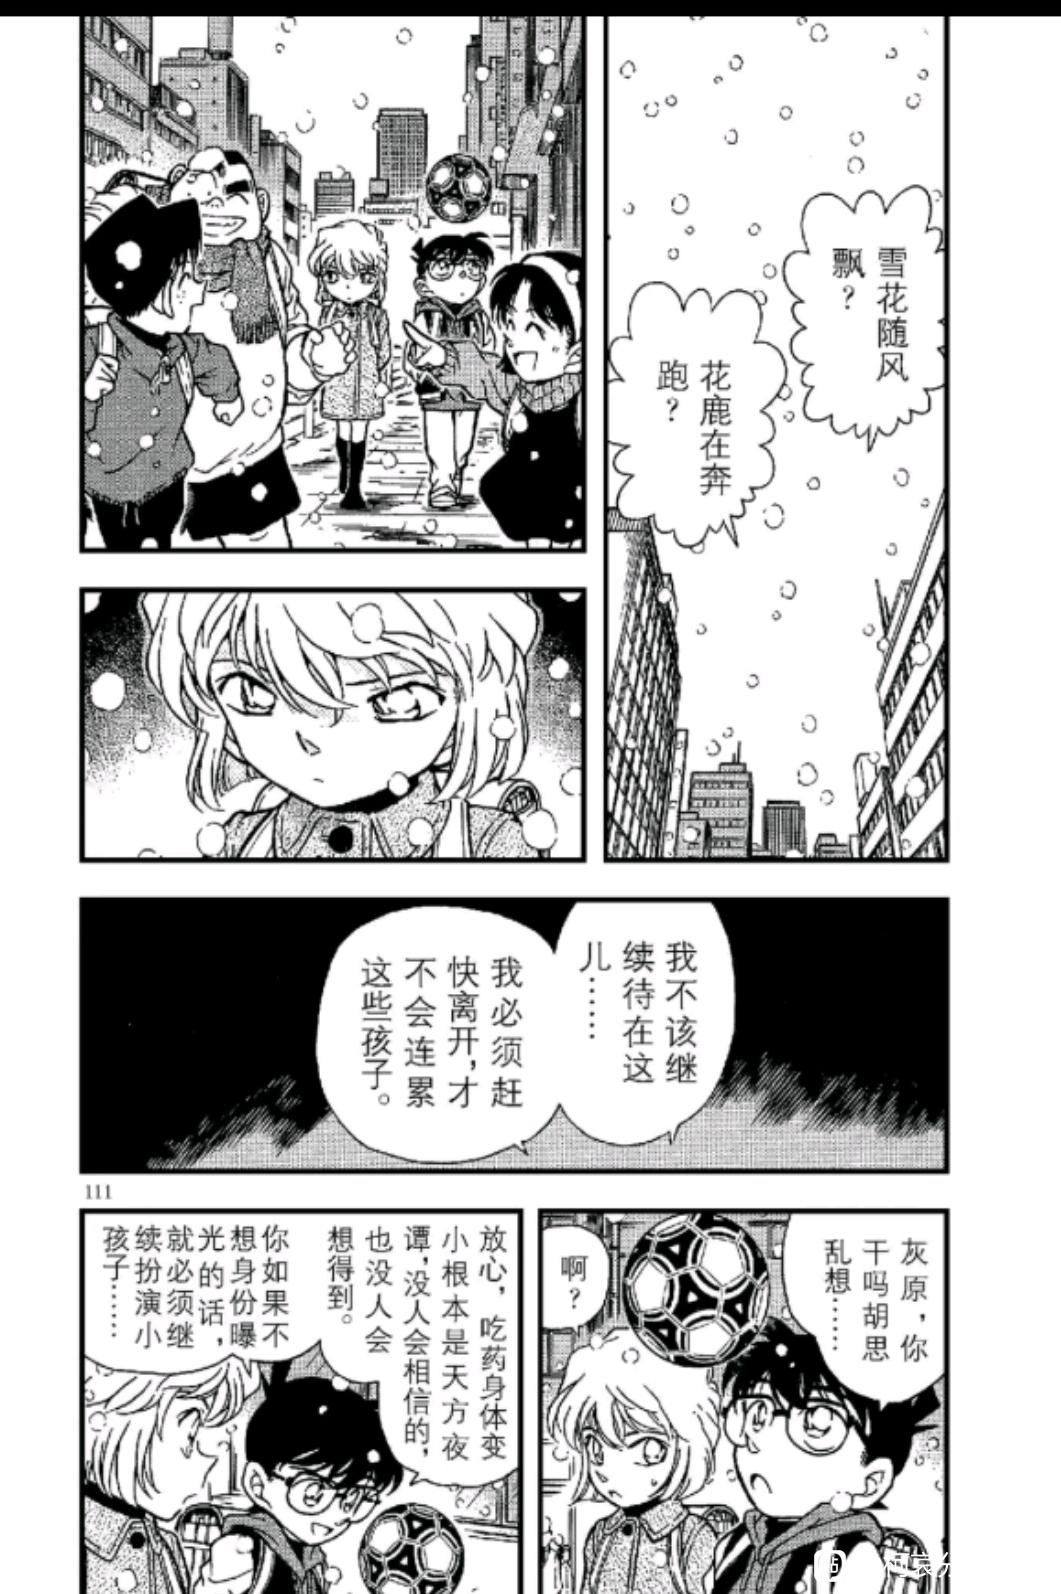 雪花随风
飘？
花鹿在奔
跑？
我不该继
续待在这
儿……
我必须赶
快离开，才
不会连累
这些孩子。
111
灰原，你
干吗胡思
乱想……
啊？
放心，吃药身体变
小根本是天方夜
谭，没人会相信的，
也没人会
想得到。
你如果不
想身份曝
光的话，
就必须继
续扮演小
孩子……